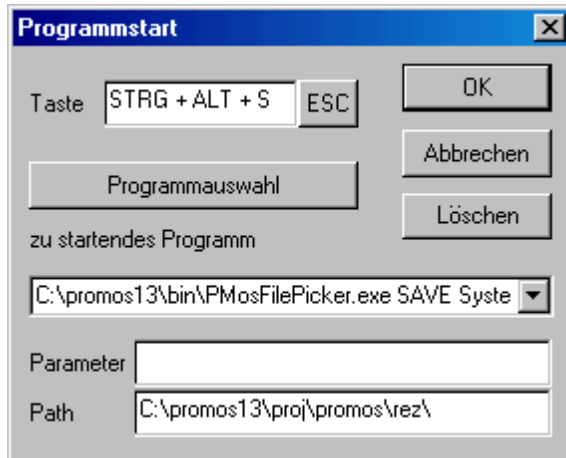 Programmstart
Taste STRG + ALT + S ESC OK
Abbrechen
Programmauswahl
Löschen
zu startendes Programm
C:\promos13\bin\PMosFilePicker.exe SAVE Syste
Parameter
Path C:\promos13\proj\promos\rez\